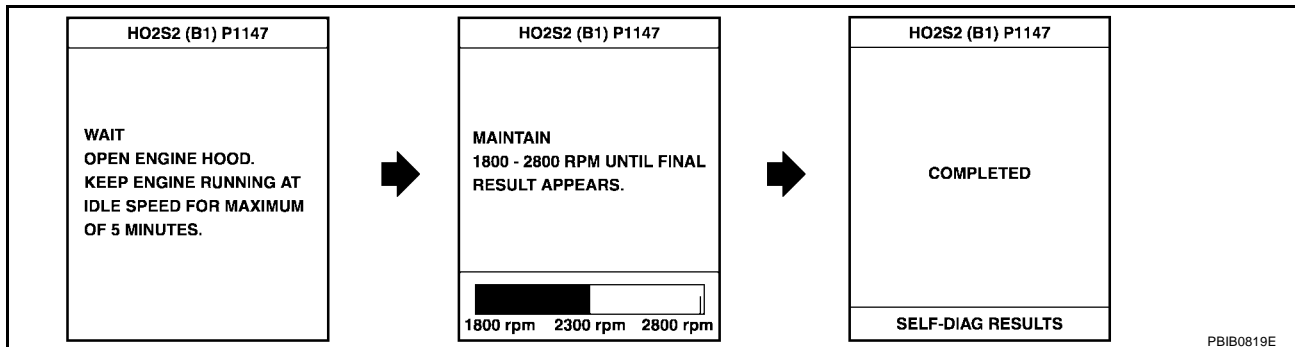 HO2S2 (B1) P1147
WAIT
OPEN ENGINE HOOD.
KEEP ENGINE RUNNING AT
IDLE SPEED FOR MAXIMUM
OF 5 MINUTES.
HO2S2 (B1) P1147
MAINTAIN
1800 - 2800 RPM UNTIL FINAL
RESULT APPEARS.
1800 rpm 2300 rpm 2800 rpm
HO2S2 (B1) P1147
COMPLETED
SELF-DIAG RESULTS
PBIB0819E